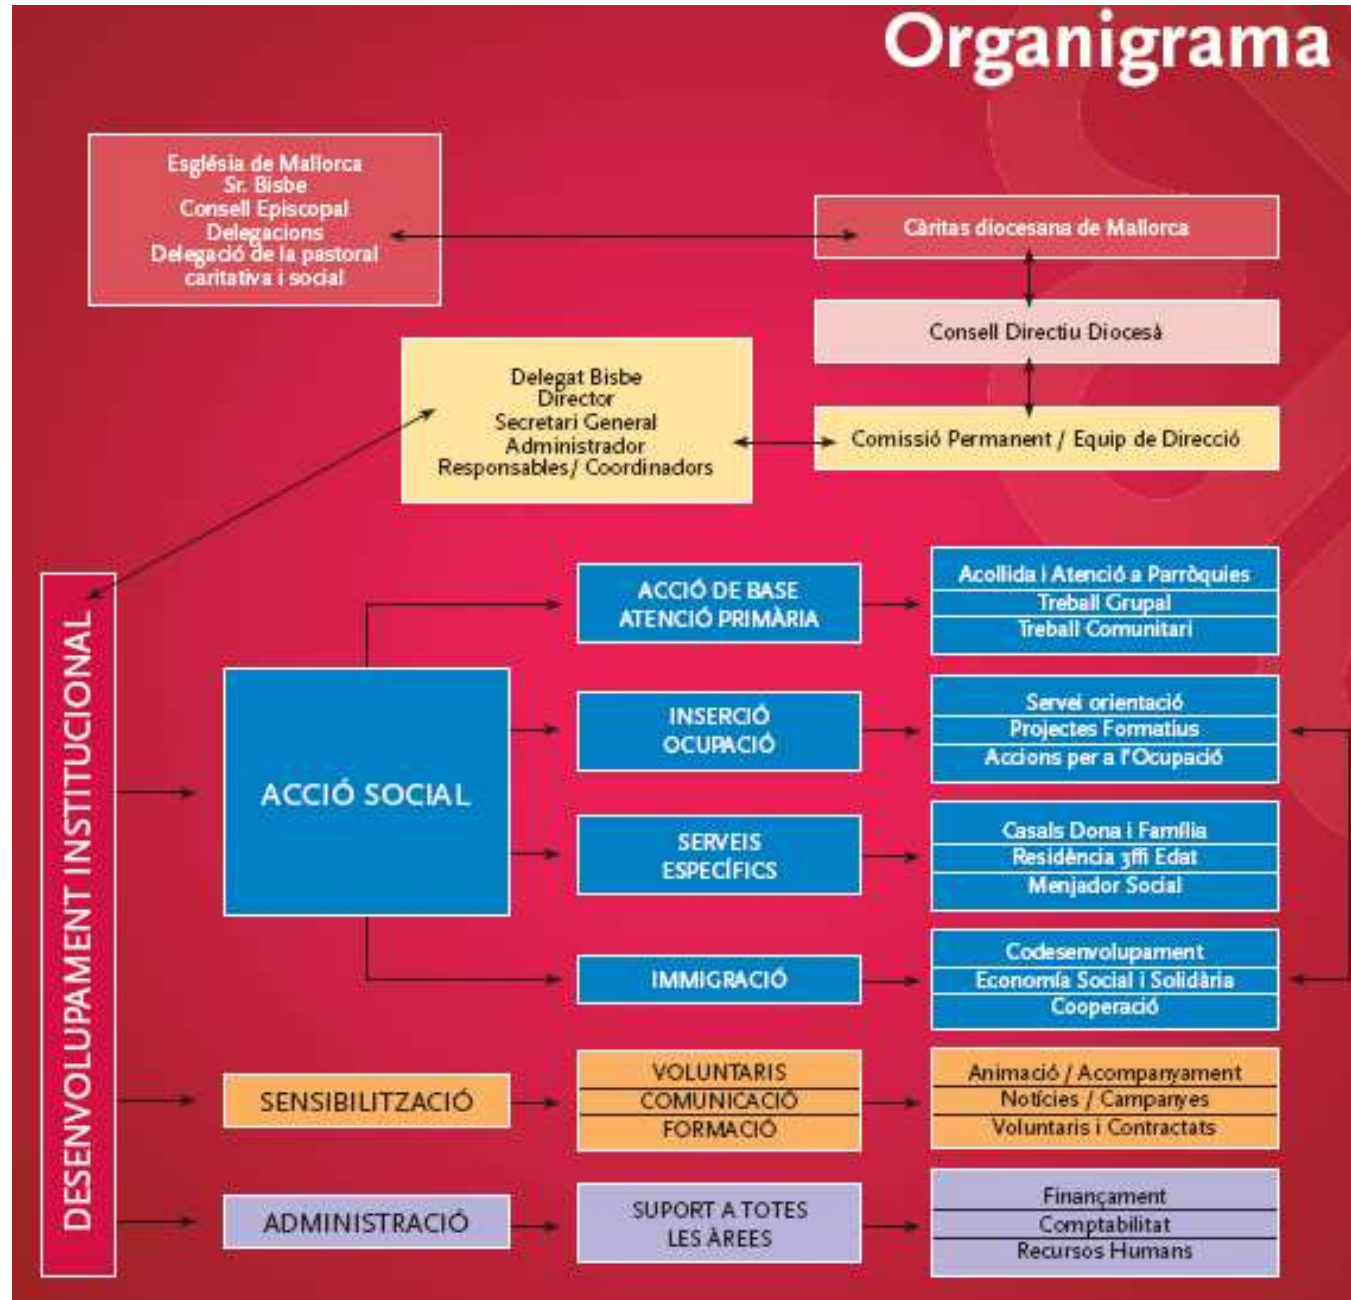 Organigrama
Església de Mallorca
Sr. Bisbe
Consell Episcopal
Delegacions
Delegació de la pastoral
caritativa i social
Càritas diocesana de Mallorca
Consell Directiu Diocesà
Delegat Bisbe
Director
Secretari General
Administrador
Responsables/ Coordinadors
Comissió Permanent / Equip de Direcció
DESENVOLUPAMENT INSTITUCIONAL
ACCIÓ SOCIAL
ACCIÓ DE BASE
ATENCIÓ PRIMÀRIA
Acollida i Atenció a Parròquies
Treball Grupal
Treball Comunitari
INSERCIÓ
OCUPACIÓ
Servei orientació
Projectes Formatius
Accions per a l'Ocupació
SERVEIS
ESPECÍFICS
Casals Dona i Família
Residència 3ffi Edat
Menjador Social
IMMIGRACIÓ
Codesenvolupament
Economía Social i Solidària
Cooperació
SENSIBILITZACIÓ
VOLUNTARIS
COMUNICACIÓ
FORMACIÓ
Animació / Acompanyament
Notícies / Campanyes
Voluntaris i Contractats
ADMINISTRACIÓ
SUPORT A TOTES
LES ÀREES
Finançament
Comptabilitat
Recursos Humans